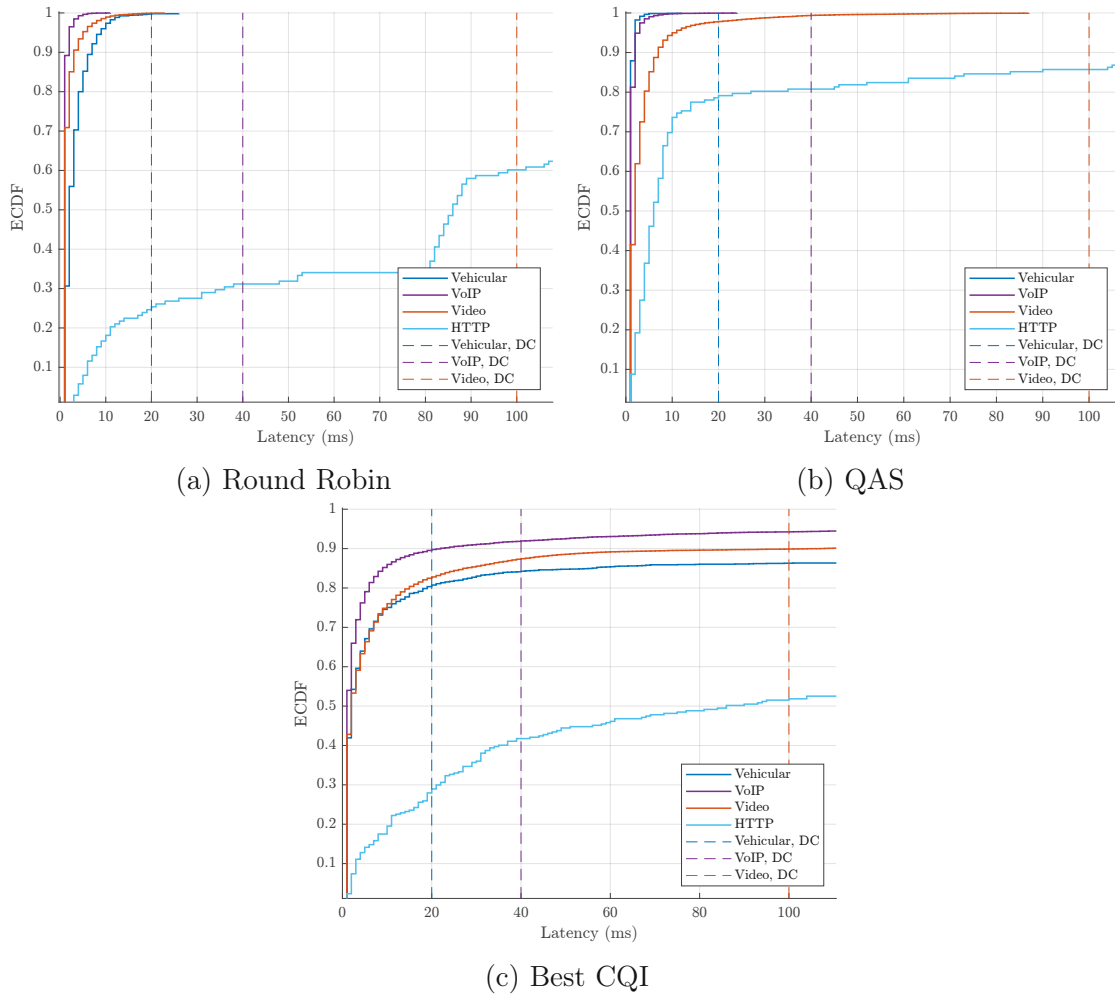 1
0.9
0.8
0.7
0.6
0.5
0.4
0.3
0.2
0.1
ECDF
0 10 20 30 40 50 60 70 80 90 100
Latency (ms)
Vehicular
VoIP
Video
HTTP
Vehicular, DC
VoIP, DC
Video, DC
(a) Round Robin
1
0.9
0.8
0.7
0.6
0.5
0.4
0.3
0.2
0.1
ECDF
0 10 20 30 40 50 60 70 80 90 100
Latency (ms)
Vehicular
VoIP
Video
HTTP
Vehicular, DC
VoIP, DC
Video, DC
(b) QAS
1
0.9
0.8
0.7
0.6
0.5
0.4
0.3
0.2
0.1
ECDF
0 20 40 60 80 100
Latency (ms)
Vehicular
VoIP
Video
HTTP
Vehicular, DC
VoIP, DC
Video, DC
(c) Best CQI